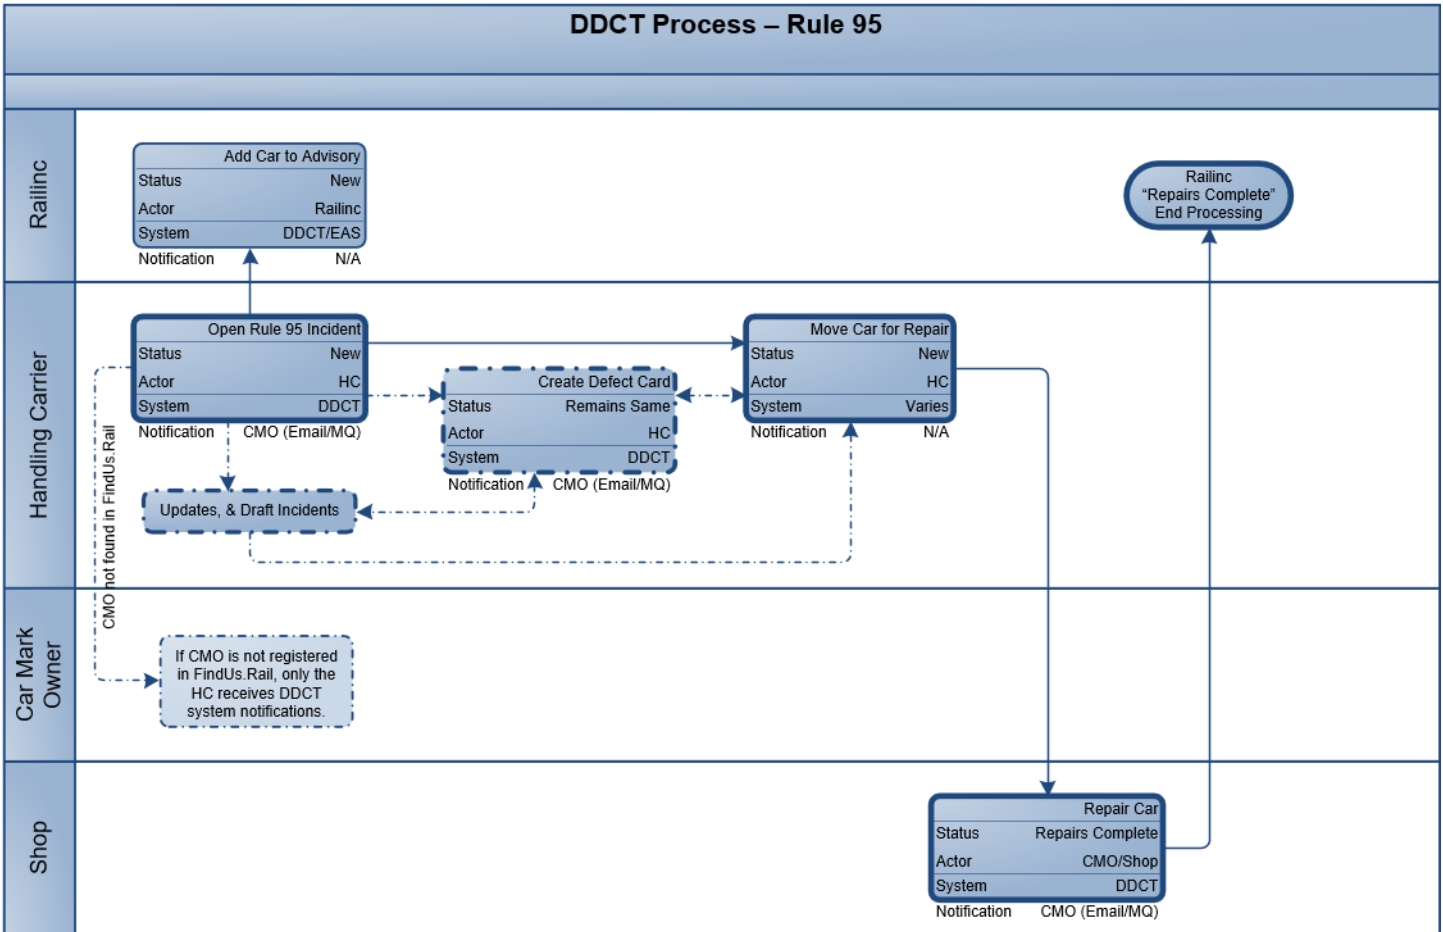 DDCT Process – Rule 95
Railinc
Add Car to Advisory
Status New
Actor Railinc
System DDCT/EAS
Notification N/A
Railinc
“Repairs Complete”
End Processing
Handling Carrier
Open Rule 95 Incident
Status New
Actor HC
System DDCT
Notification CMO (Email/MQ)
CMO not found in FindUs.Rail
Updates, & Draft Incidents
Create Defect Card
Status Remains Same
Actor HC
System DDCT
Notification CMO (Email/MQ)
Move Car for Repair
Status New
Actor HC
System Varies
Notification N/A
Car Mark
Owner
If CMO is not registered
in FindUs.Rail, only the
HC receives DDCT
system notifications.
Shop
Repair Car
Status Repairs Complete
Actor CMO/Shop
System DDCT
Notification CMO (Email/MQ)